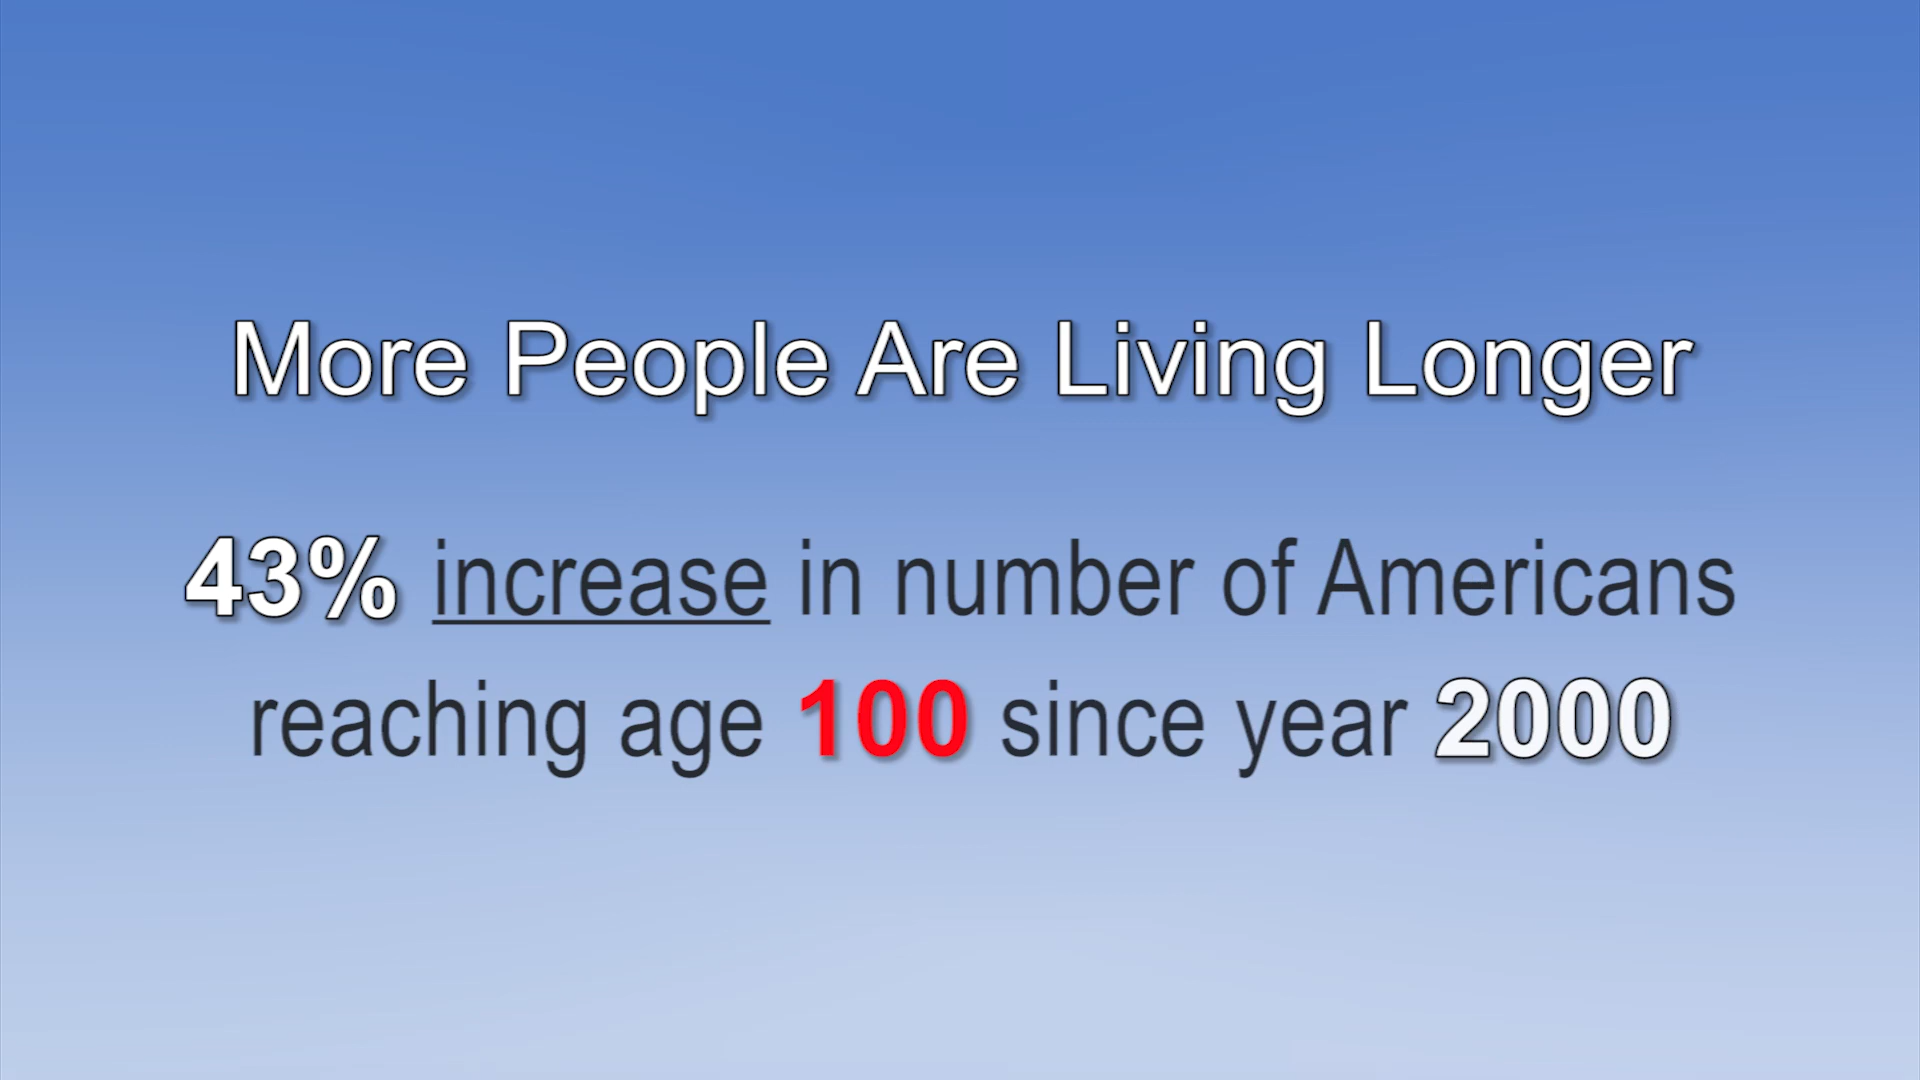 More People Are Living Longer
43% increase in number of Americans
reaching age 100 since year 2000